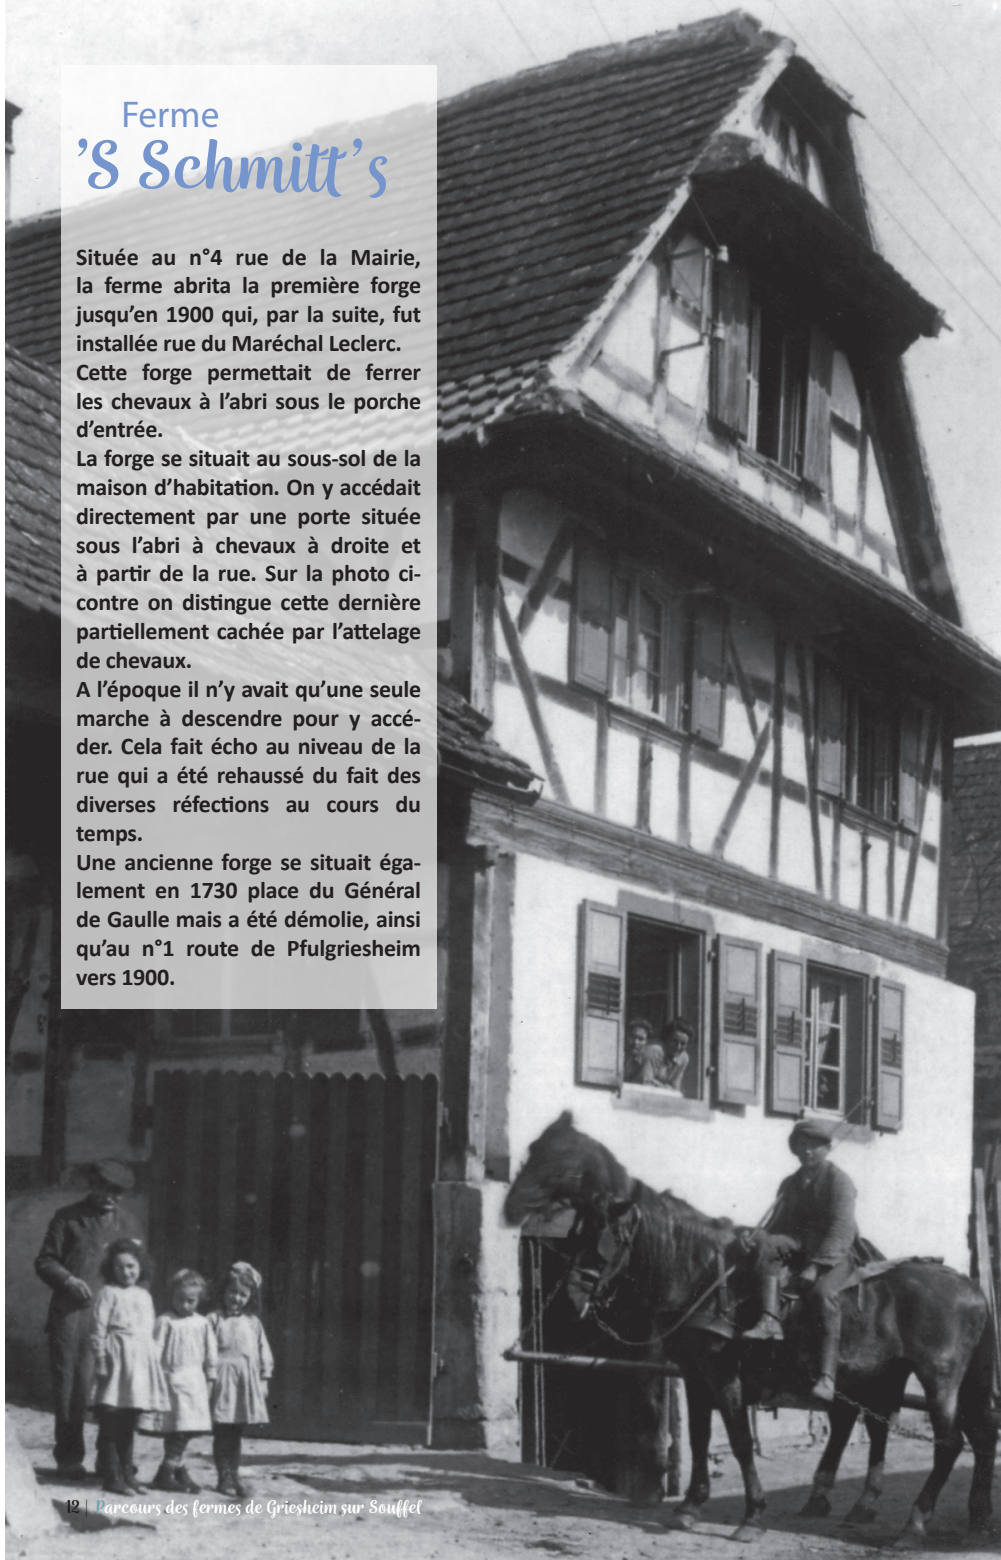 Ferme
’S Schmitt’s
Située au n°4 rue de la Mairie,
la ferme abrita la première forge
jusqu’en 1900 qui, par la suite, fut
installée rue du Maréchal Leclerc.
Cette forge permettait de ferrer
les chevaux à l’abri sous le porche
d’entrée.
La forge se situait au sous-sol de la
maison d’habitation. On y accédait
directement par une porte située
sous l’abri à chevaux à droite et
à partir de la rue. Sur la photo ci-
contre on distingue cette dernière
partiellement cachée par l’attelage
de chevaux.
A l’époque il n’y avait qu’une seule
marche à descendre pour y accé-
der. Cela fait écho au niveau de la
rue qui a été rehaussé du fait des
diverses réfections au cours du
temps.
Une ancienne forge se situait éga-
lement en 1730 place du Général
de Gaulle mais a été démolie, ainsi
qu’au n°1 route de Pfulgriesheim
vers 1900.
12 | Parcours des fermes de Griesheim sur Souffel